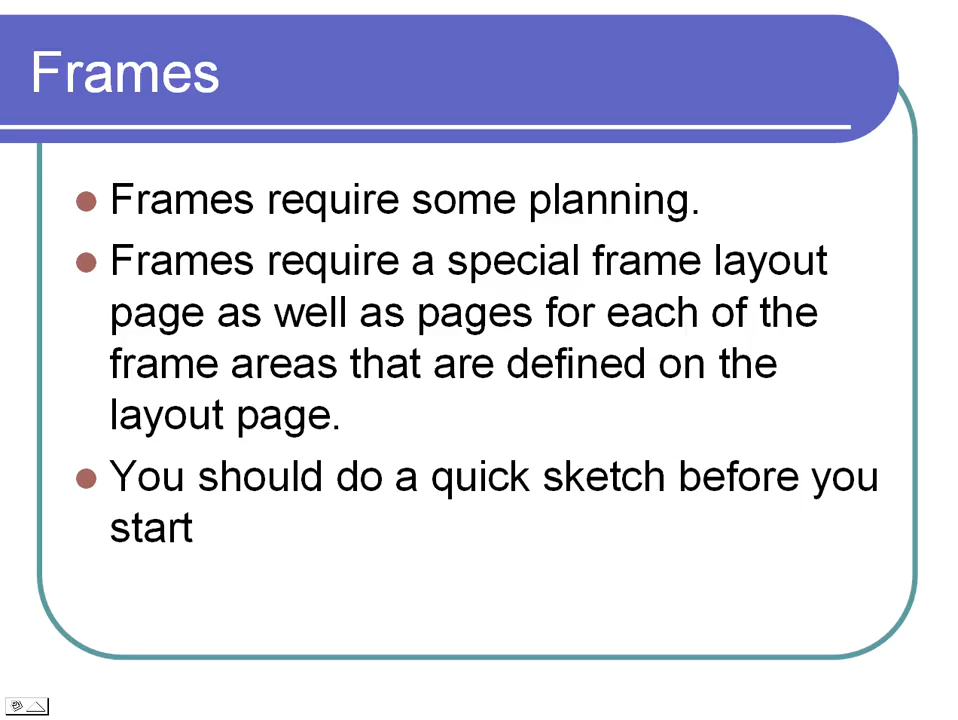 Frames
Frames require some planning.
Frames require a special frame layout
page as well as pages for each of the
frame areas that are defined on the
layout page.
You should do a quick sketch before you
start